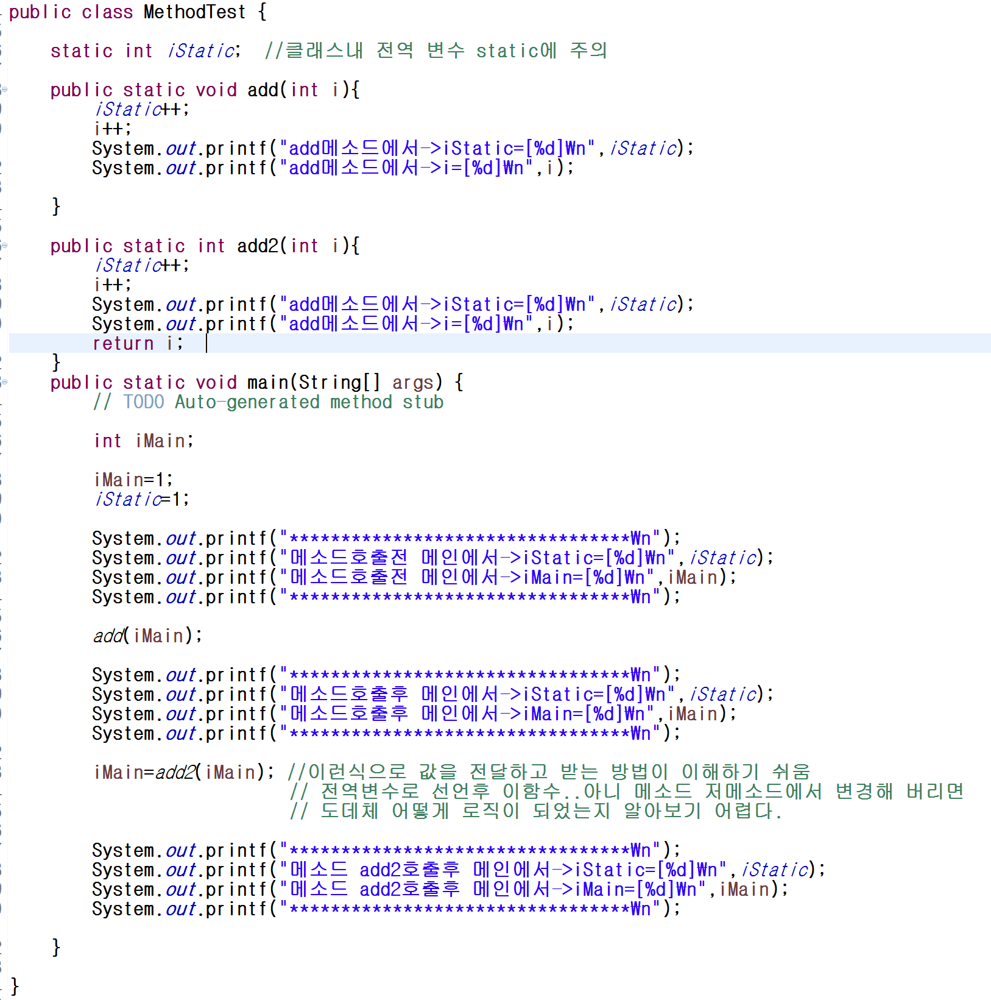 public class MethodTest {
static int iStatic;  //클래스내 전역 변수 static에 주의
public static void add(int i){
iStatic++;
i++;
System.out.printf("add메소드에서->iStatic=[%d]₩n",iStatic);
System.out.printf("add메소드에서->i=[%d]₩n",i);
}
public static int add2(int i){
iStatic++;
i++;
System.out.printf("add메소드에서->iStatic=[%d]₩n",iStatic);
System.out.printf("add메소드에서->i=[%d]₩n",i);
return i;
}
public static void main(String[] args) {
// TODO Auto-generated method stub
int iMain;
iMain=1;
iStatic=1;
System.out.printf("*********************************₩n");
System.out.printf("메소드호출전 메인에서->iStatic=[%d]₩n",iStatic);
System.out.printf("메소드호출전 메인에서->iMain=[%d]₩n",iMain);
System.out.printf("*********************************₩n");
add(iMain);
System.out.printf("*********************************₩n");
System.out.printf("메소드호출후 메인에서->iStatic=[%d]₩n",iStatic);
System.out.printf("메소드호출후 메인에서->iMain=[%d]₩n",iMain);
System.out.printf("*********************************₩n");
iMain=add2(iMain); //이런식으로 값을 전달하고 받는 방법이 이해하기 쉬움
// 전역변수로 선언후 이함수..아니 메소드 저메소드에서 변경해 버리면
// 도데체 어떻게 로직이 되었는지 알아보기 어렵다.
System.out.printf("*********************************₩n");
System.out.printf("메소드 add2호출후 메인에서->iStatic=[%d]₩n",iStatic);
System.out.printf("메소드 add2호출후 메인에서->iMain=[%d]₩n",iMain);
System.out.printf("*********************************₩n");
}
}